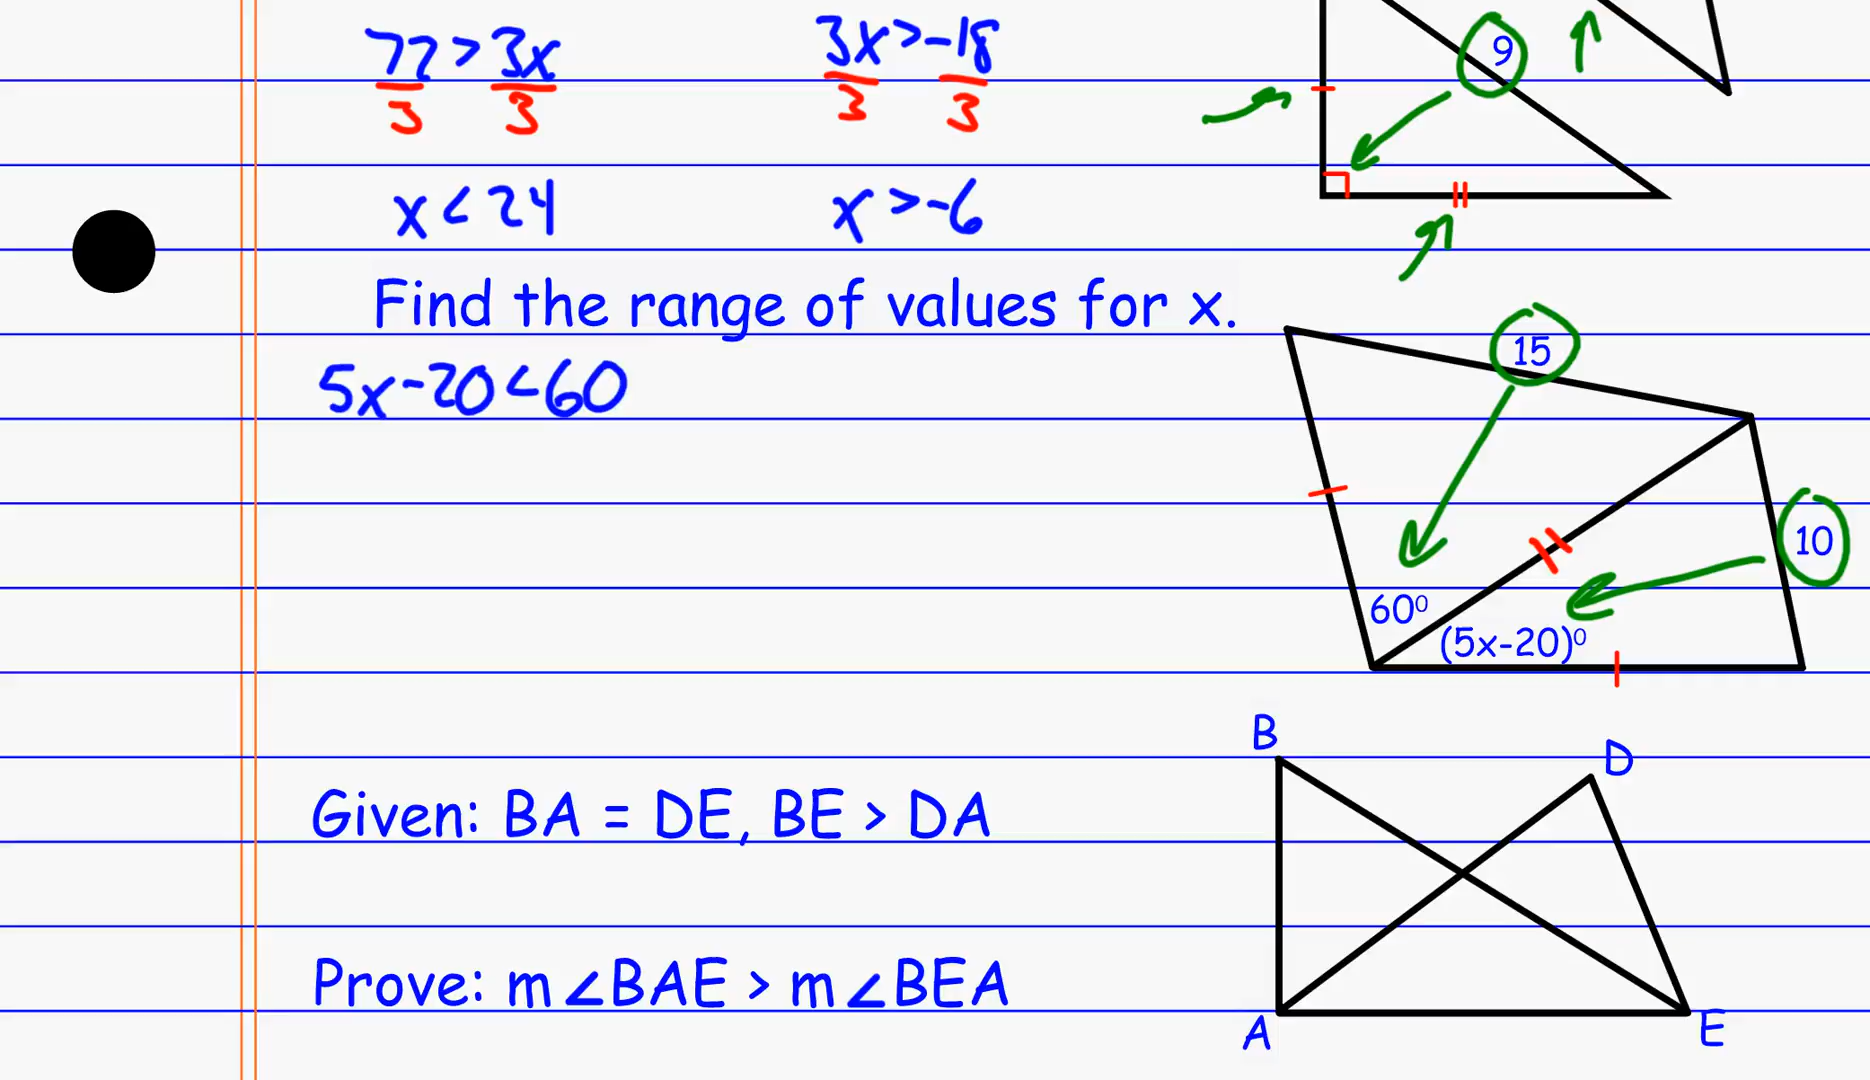 72 > 3x 3x > -18
3 3 3 3
x < 24 x > -6
9
Find the range of values for x.
5x-20 < 60
15
10
60⁰
(5x-20)⁰
B
D
Given: BA = DE, BE > DA
Prove: m∠BAE > m∠BEA
A
E